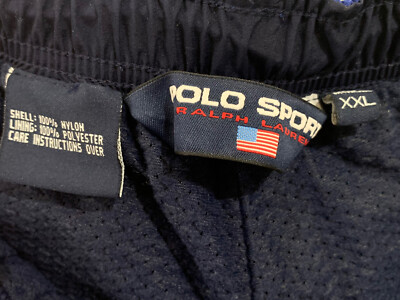 SHELL: 100% NYLON
LINING: 100% POLYESTER
CARE INSTRUCTIONS OVER
POLO SPORT
RALPH LAUREN
XXL